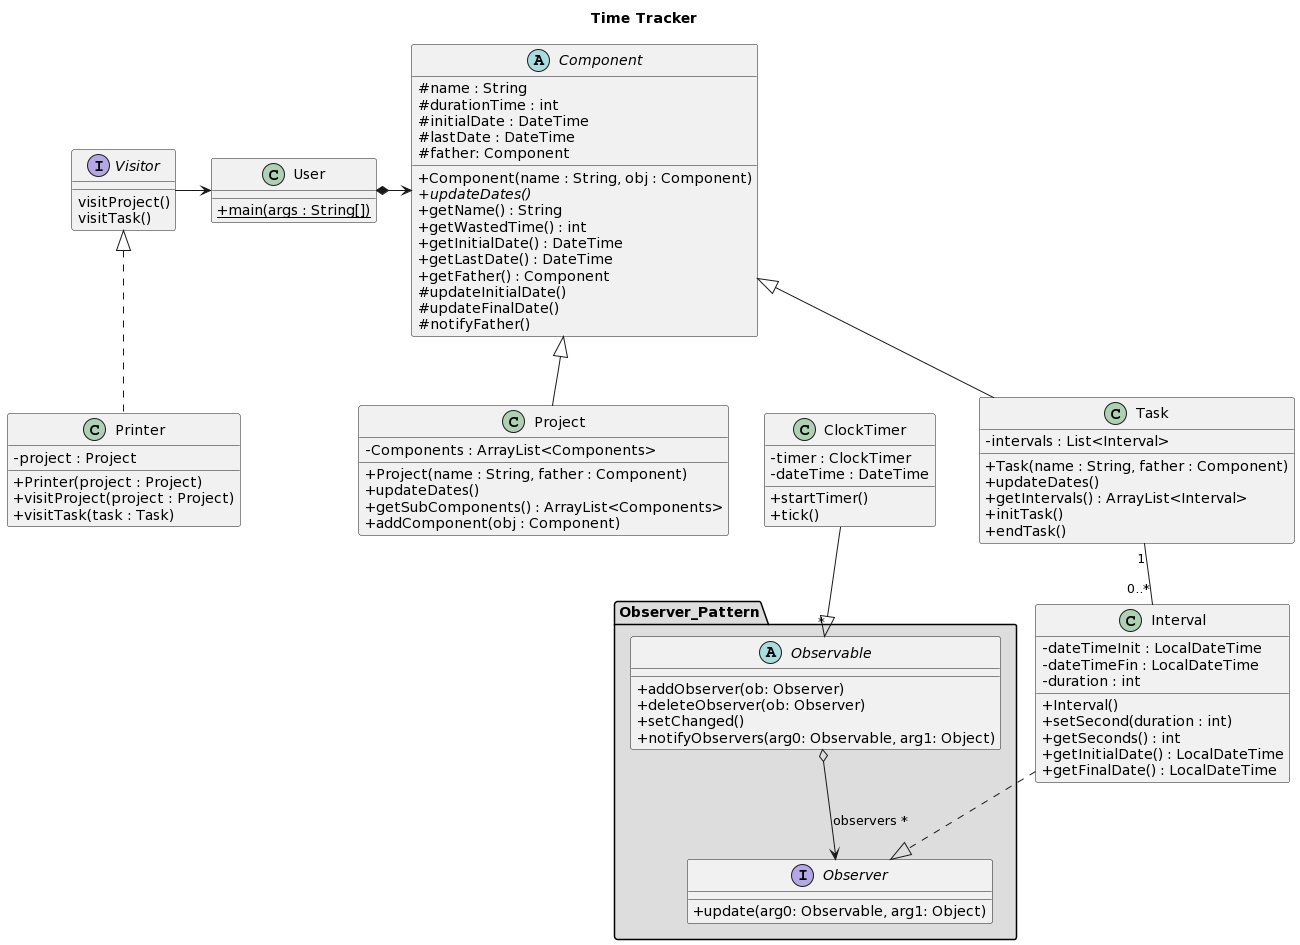 Time Tracker
A Component
#name : String
#durationTime : int
#initialDate : DateTime
#lastDate : DateTime
#father: Component
+Component(name : String, obj : Component)
+updateDates()
+getName() : String
+getWastedTime() : int
+getInitialDate() : DateTime
+getLastDate() : DateTime
+getFather() : Component
#updateInitialDate()
#updateFinalDate()
#notifyFather()
I Visitor
visitProject()
visitTask()
C User
+main(args : String[])
C Printer
-project : Project
+Printer(project : Project)
+visitProject(project : Project)
+visitTask(task : Task)
C Project
-Components : ArrayList<Components>
+Project(name : String, father : Component)
+updateDates()
+getSubComponents() : ArrayList<Components>
+addComponent(obj : Component)
C ClockTimer
-timer : ClockTimer
-dateTime : DateTime
+startTimer()
+tick()
C Task
-intervals : List<Interval>
+Task(name : String, father : Component)
+updateDates()
+getIntervals() : ArrayList<Interval>
+initTask()
+endTask()
1
0..*
Observer_Pattern
*
A Observable
+addObserver(ob: Observer)
+deleteObserver(ob: Observer)
+setChanged()
+notifyObservers(arg0: Observable, arg1: Object)
C Interval
-dateTimeInit : LocalDateTime
-dateTimeFin : LocalDateTime
-duration : int
+Interval()
+setSecond(duration : int)
+getSeconds() : int
+getInitialDate() : LocalDateTime
+getFinalDate() : LocalDateTime
observers *
I Observer
+update(arg0: Observable, arg1: Object)